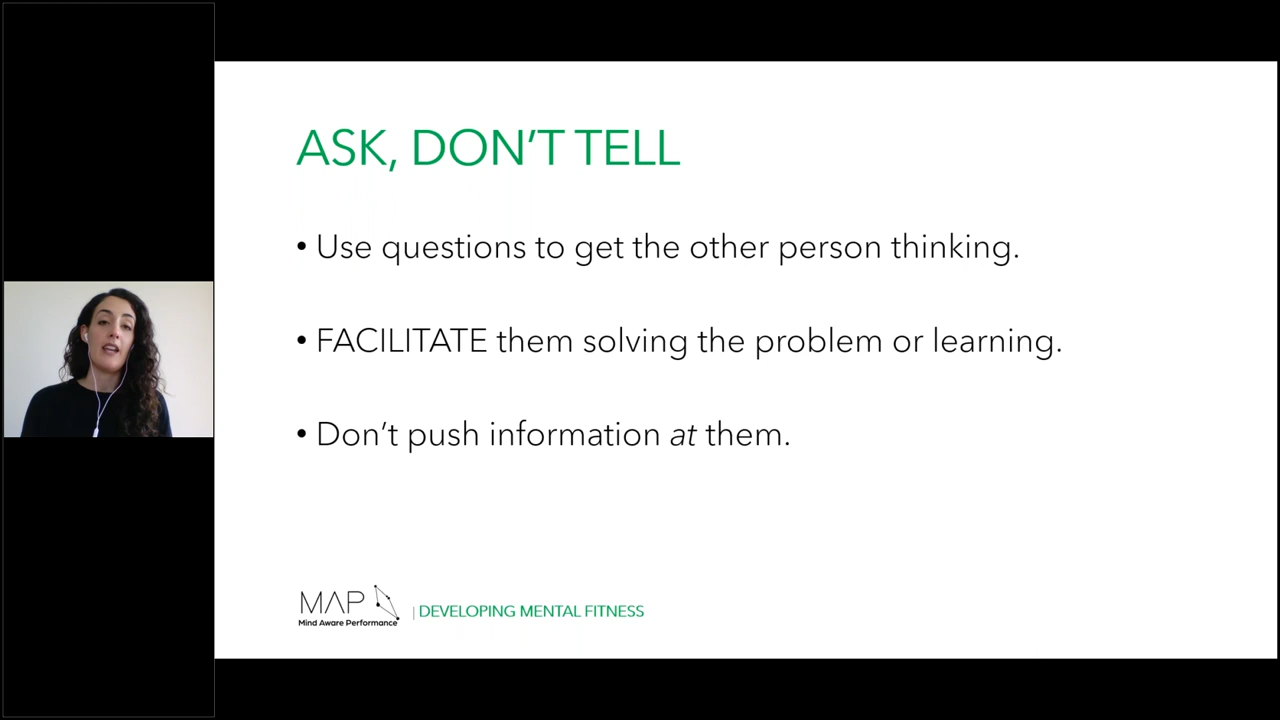 ASK, DON’T TELL
• Use questions to get the other person thinking.
• FACILITATE them solving the problem or learning.
• Don’t push information at them.
MAP
Mind Aware Performance
| DEVELOPING MENTAL FITNESS